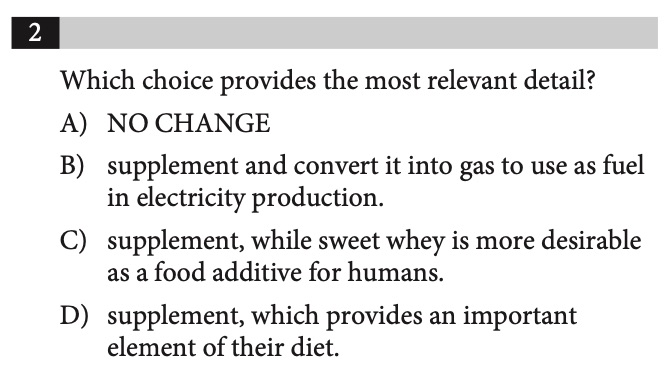 2
Which choice provides the most relevant detail?
A) NO CHANGE
B) supplement and convert it into gas to use as fuel
in electricity production.
C) supplement, while sweet whey is more desirable
as a food additive for humans.
D) supplement, which provides an important
element of their diet.